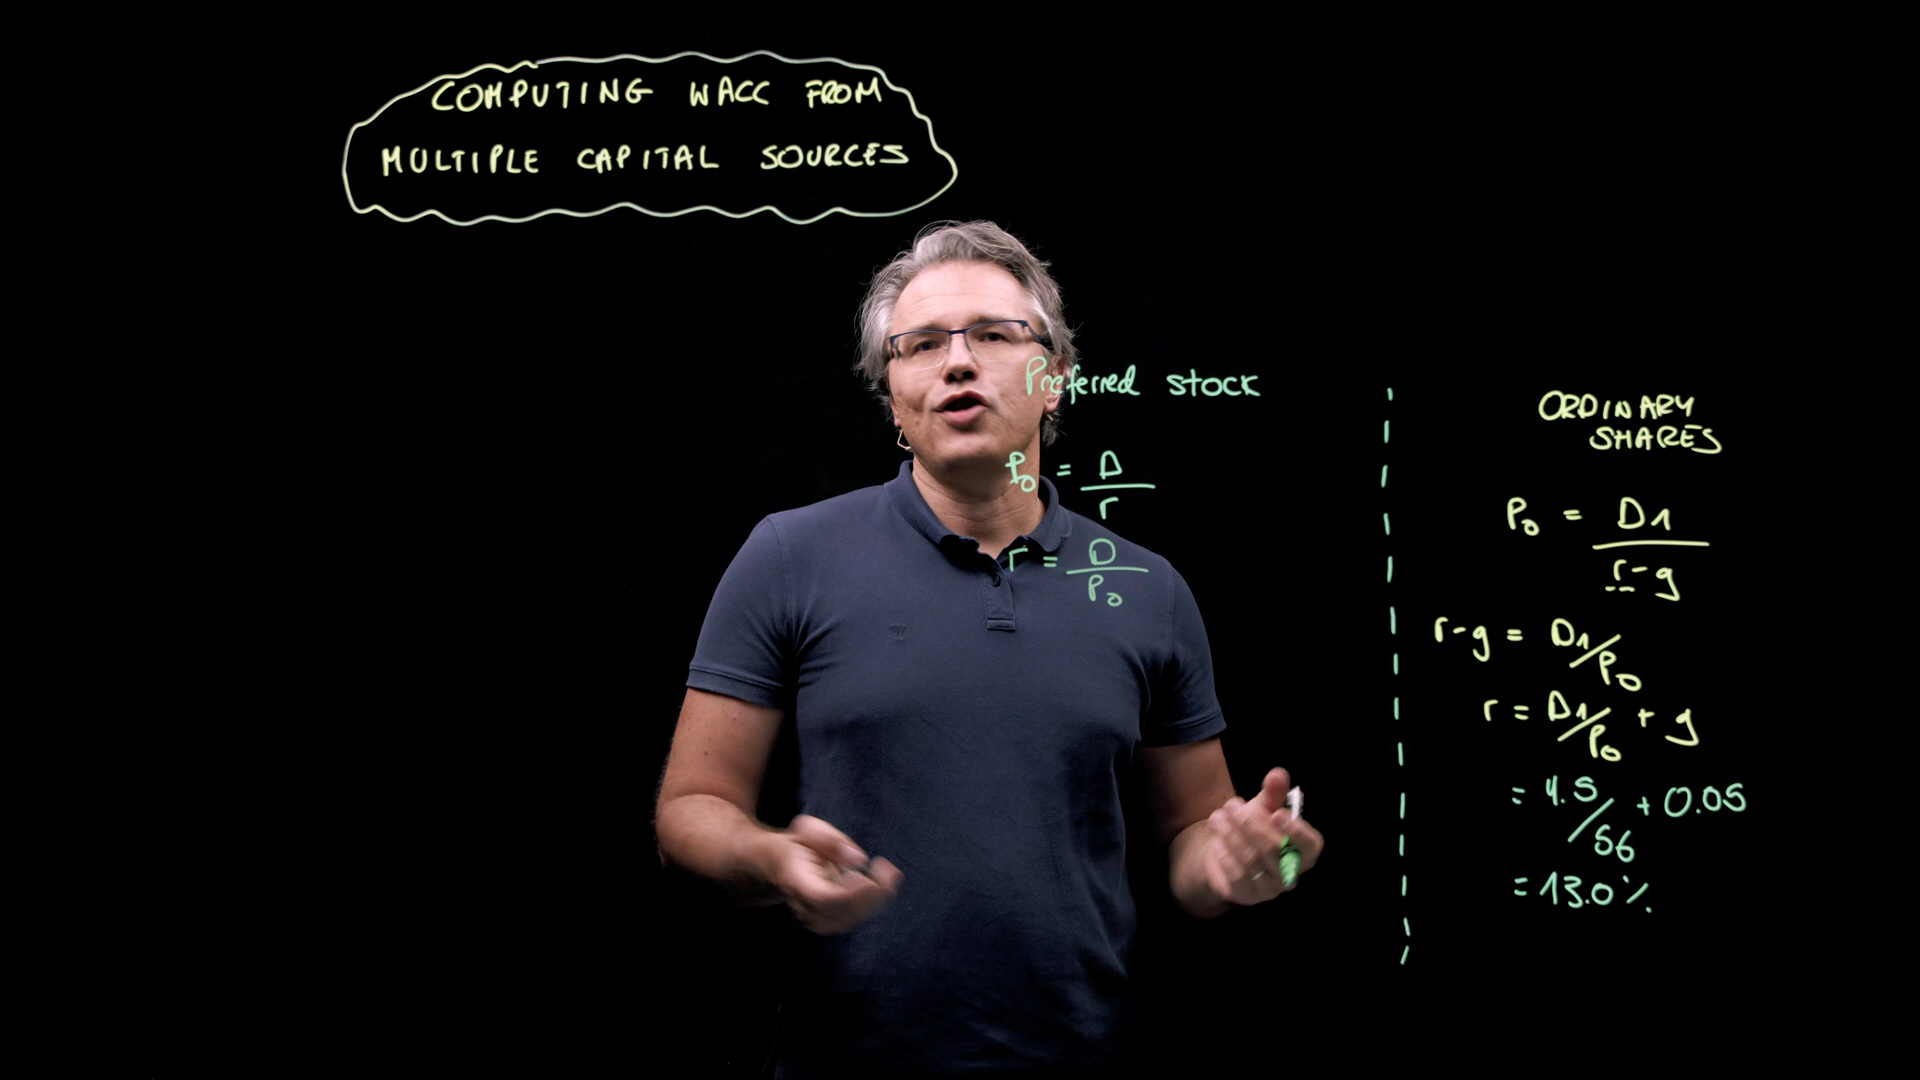 COMPUTING WACC FROM
MULTIPLE CAPITAL SOURCES
Preferred stock
P₀ = D / r
r = D / P₀
ORDINARY
SHARES
P₀ = D1 / r-g
r-g = D1/P₀
r = D1/P₀ + g
= 4.5/56 + 0.05
= 13.0%